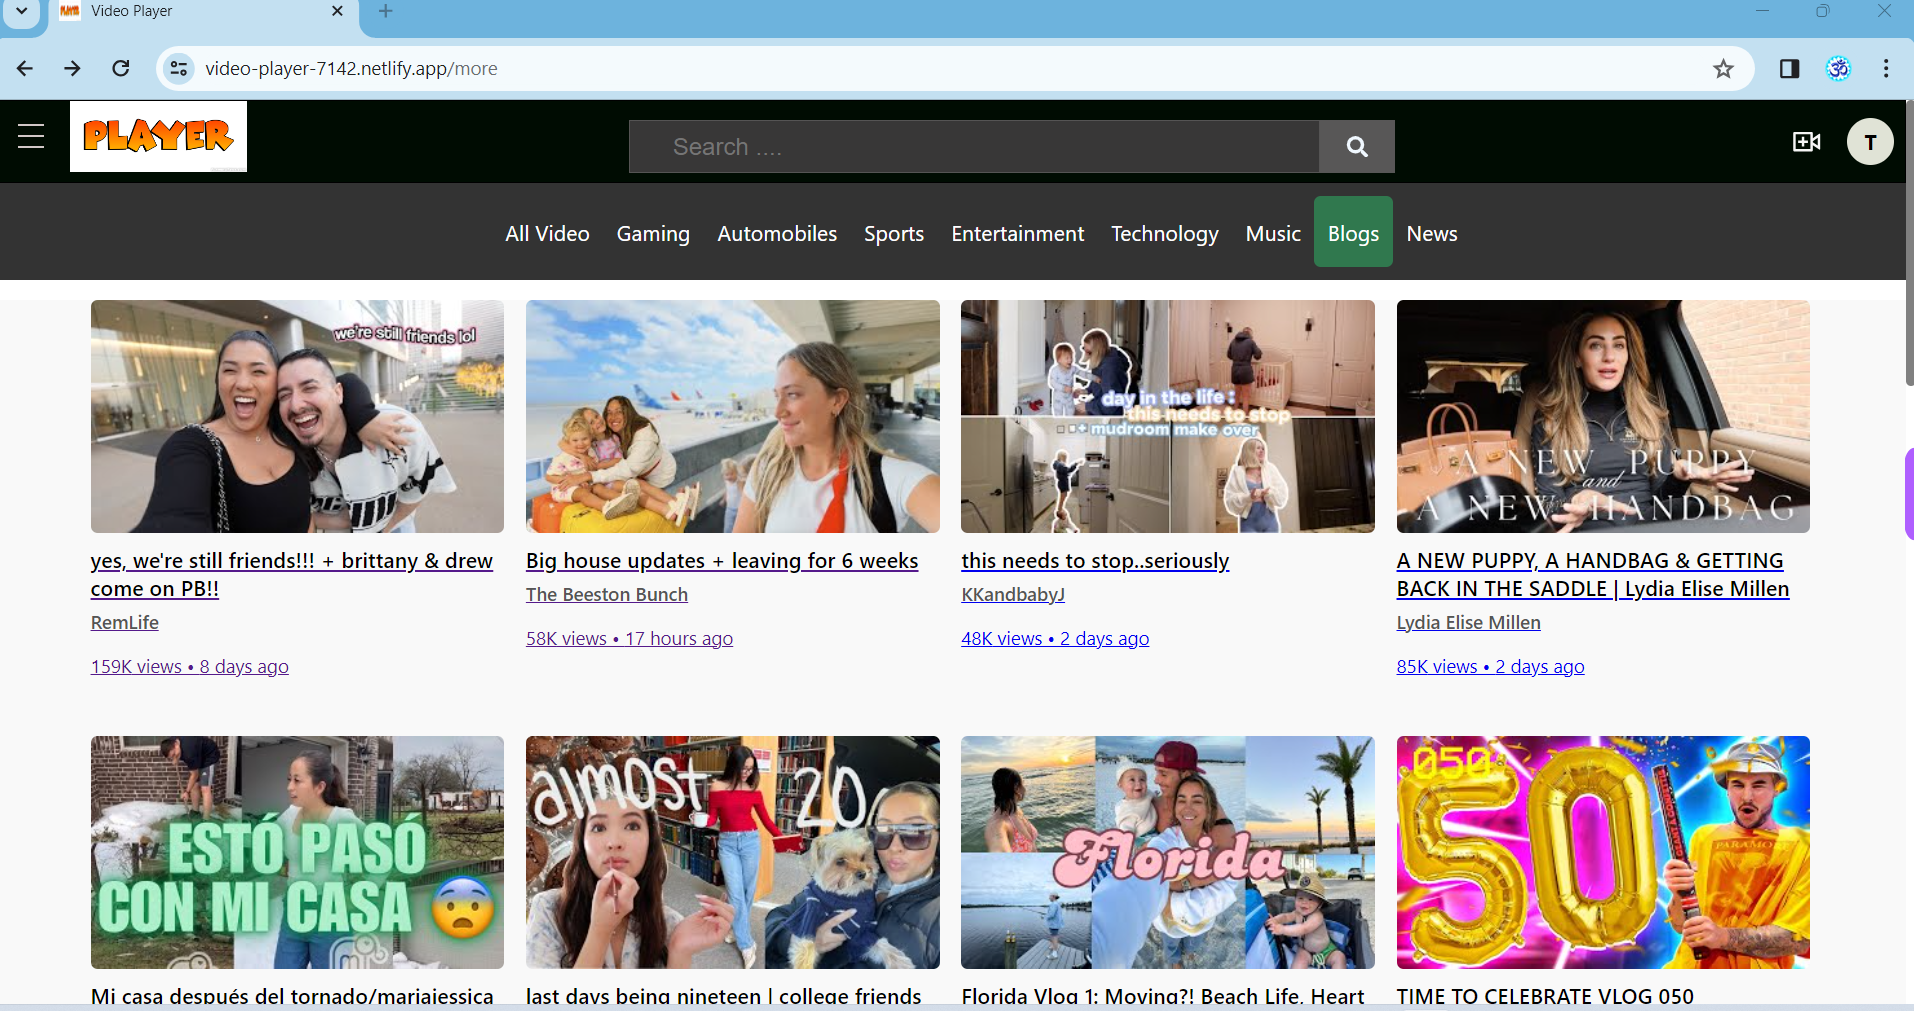 Video Player
video-player-7142.netlify.app/more
PLAYER
Search ....
T
All Video Gaming Automobiles Sports Entertainment Technology Music Blogs News
we're still friends lol
day in the life :
this needs to stop
+ mudroom make over
A NEW PUPPY
and
A NEW HANDBAG
yes, we're still friends!!! + brittany & drew
come on PB!!
RemLife
159K views • 8 days ago
Big house updates + leaving for 6 weeks
The Beeston Bunch
58K views • 17 hours ago
this needs to stop..seriously
KKandbabyJ
48K views • 2 days ago
A NEW PUPPY, A HANDBAG & GETTING
BACK IN THE SADDLE | Lydia Elise Millen
Lydia Elise Millen
85K views • 2 days ago
ESTÓ PASÓ
CON MI CASA
almost 20
Florida
050
50
PARAMO
Mi casa después del tornado/mariajessica
last days being nineteen | college friends
Florida Vlog 1: Moving?! Beach Life, Heart
TIME TO CELEBRATE VLOG 050